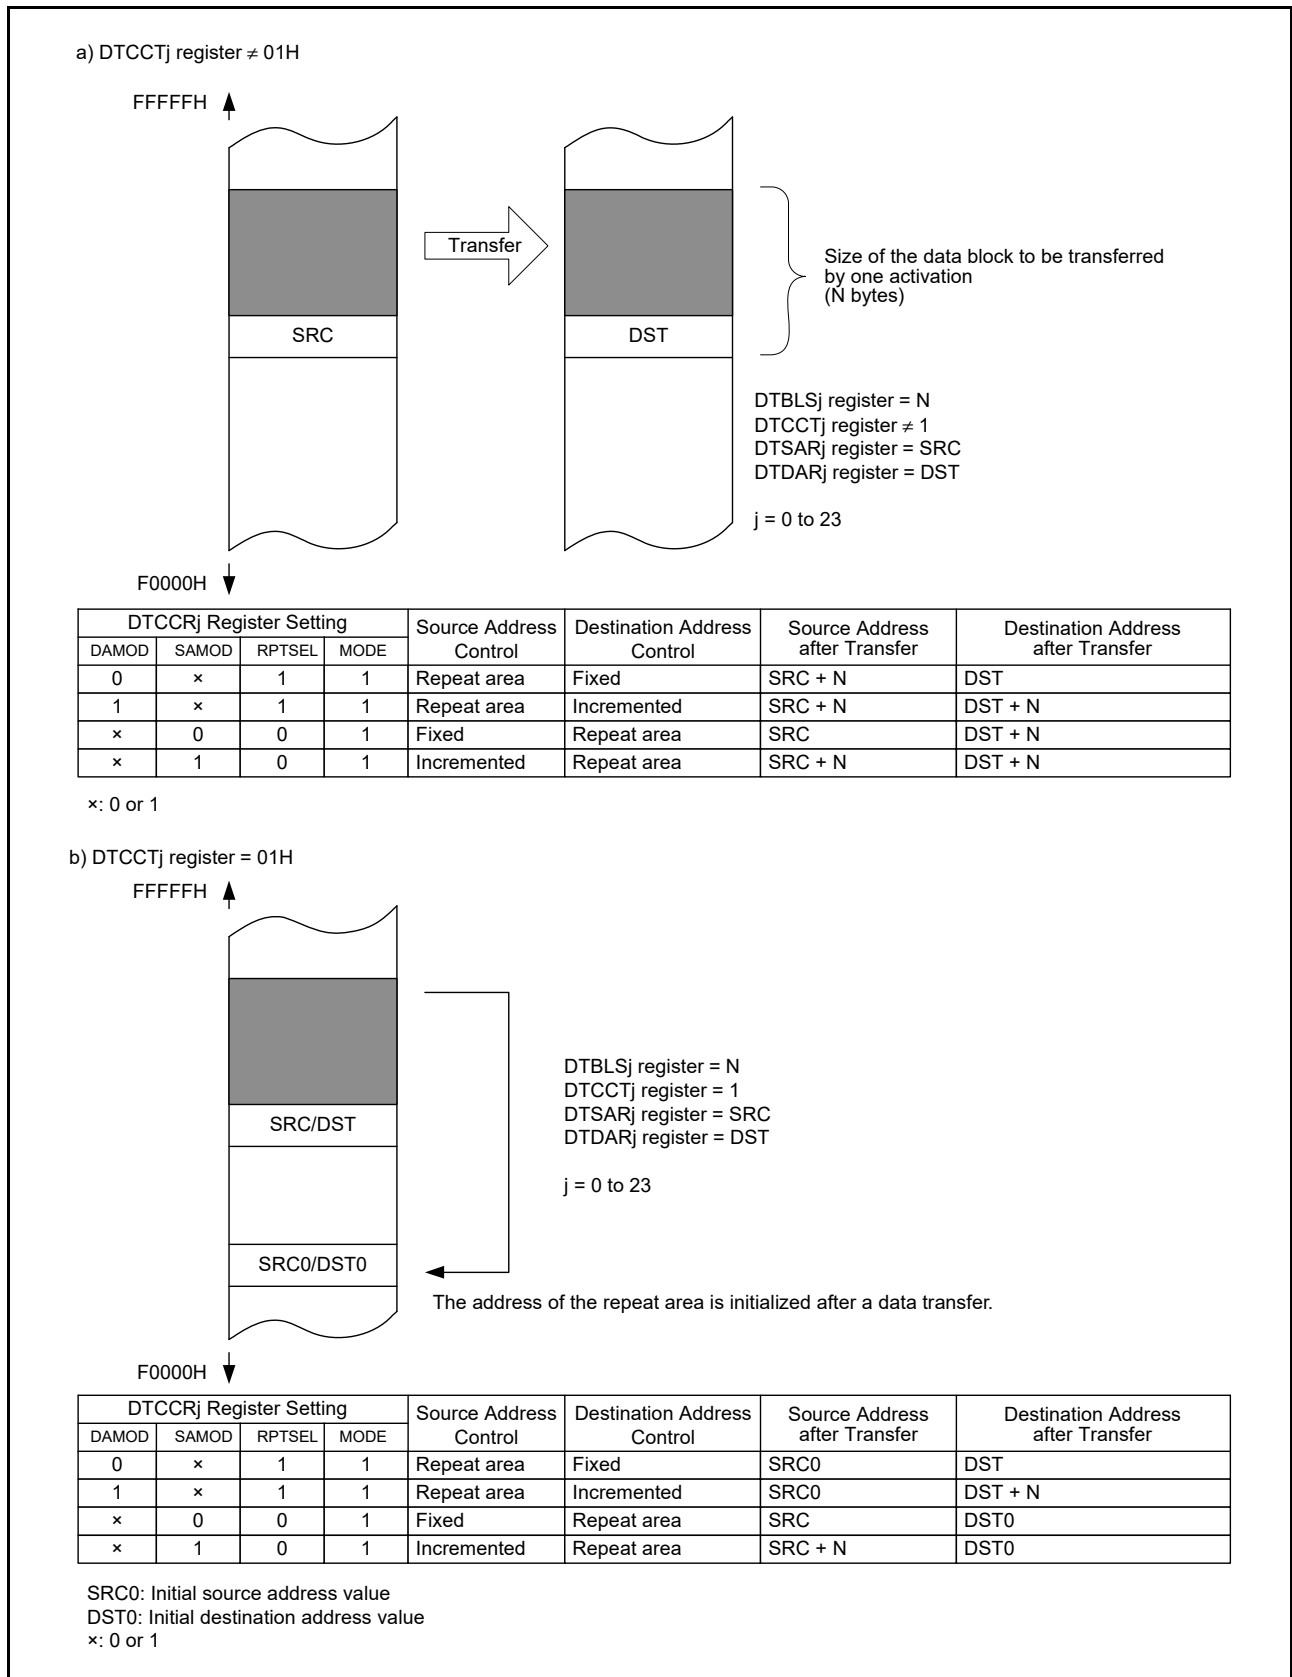 a) DTCCTj register ≠ 01H
FFFFFH
Transfer
Size of the data block to be transferred
by one activation
(N bytes)
SRC
DST
DTBLSj register = N
DTCCTj register ≠ 1
DTSARj register = SRC
DTDARj register = DST
j = 0 to 23
F0000H
DTCCRj Register Setting Source Address Control Destination Address Control Source Address after Transfer Destination Address after Transfer
DAMOD SAMOD RPTSEL MODE
0 × 1 1 Repeat area Fixed SRC + N DST
1 × 1 1 Repeat area Incremented SRC + N DST + N
× 0 0 1 Fixed Repeat area SRC DST + N
× 1 0 1 Incremented Repeat area SRC + N DST + N
×: 0 or 1
b) DTCCTj register = 01H
FFFFFH
DTBLSj register = N
DTCCTj register = 1
DTSARj register = SRC
DTDARj register = DST
SRC/DST
j = 0 to 23
SRC0/DST0
The address of the repeat area is initialized after a data transfer.
F0000H
DTCCRj Register Setting Source Address Control Destination Address Control Source Address after Transfer Destination Address after Transfer
DAMOD SAMOD RPTSEL MODE
0 × 1 1 Repeat area Fixed SRC0 DST
1 × 1 1 Repeat area Incremented SRC0 DST + N
× 0 0 1 Fixed Repeat area SRC DST0
× 1 0 1 Incremented Repeat area SRC + N DST0
SRC0: Initial source address value
DST0: Initial destination address value
×: 0 or 1